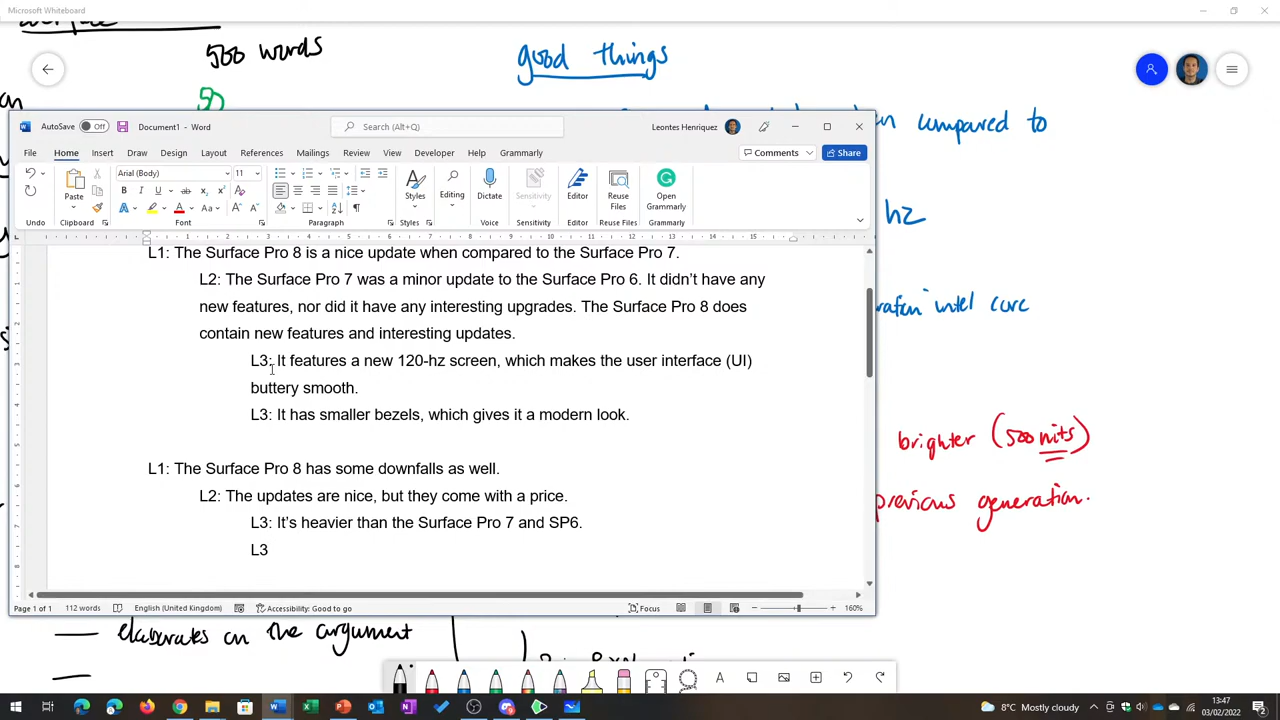 Microsoft Whiteboard
surface
500 words
good things
an compared to
hz
intel core
brighter (500 nits)
previous generation.
elaborates on the argument
AutoSave Off Document1 - Word Search (Alt+Q) Leontes Henriquez
File Home Insert Draw Design Layout References Mailings Review View Developer Help Grammarly Comments Share
Arial (Body) 11
Paste Styles Editing Dictate Sensitivity Editor Reuse Files Open Grammarly
Undo Clipboard Font Paragraph Styles Voice Sensitivity Editor Reuse Files Grammarly
L1: The Surface Pro 8 is a nice update when compared to the Surface Pro 7.
L2: The Surface Pro 7 was a minor update to the Surface Pro 6. It didn’t have any
new features, nor did it have any interesting upgrades. The Surface Pro 8 does
contain new features and interesting updates.
L3: It features a new 120-hz screen, which makes the user interface (UI)
buttery smooth.
L3: It has smaller bezels, which gives it a modern look.
L1: The Surface Pro 8 has some downfalls as well.
L2: The updates are nice, but they come with a price.
L3: It’s heavier than the Surface Pro 7 and SP6.
L3
Page 1 of 1 112 words English (United Kingdom) Accessibility: Good to go Focus 160%
8°C Mostly cloudy 13:47
03/02/2022